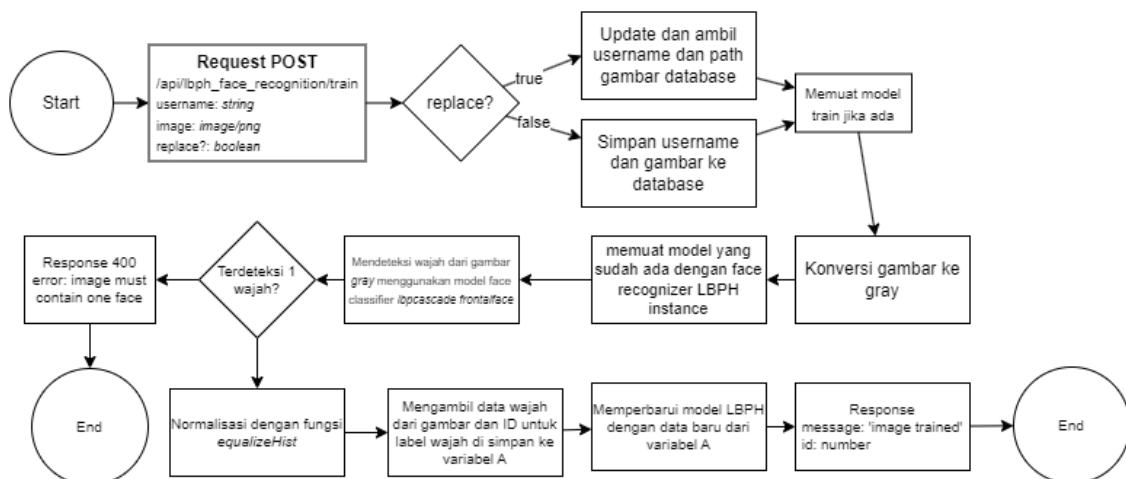 Start
Request POST
/api/lbph_face_recognition/train
username: string
image: image/png
replace?: boolean
replace?
true
false
Update dan ambil
username dan path
gambar database
Simpan username
dan gambar ke
database
Memuat model
train jika ada
Konversi gambar ke
gray
memuat model yang
sudah ada dengan face
recognizer LBPH
instance
Mendeteksi wajah dari gambar
gray menggunakan model face
classifier lbpcascade frontalface
Terdeteksi 1
wajah?
Response 400
error: image must
contain one face
End
Normalisasi dengan fungsi
equalizeHist
Mengambil data wajah
dari gambar dan ID untuk
label wajah di simpan ke
variabel A
Memperbarui model LBPH
dengan data baru dari
variabel A
Response
message: 'image trained'
id: number
End